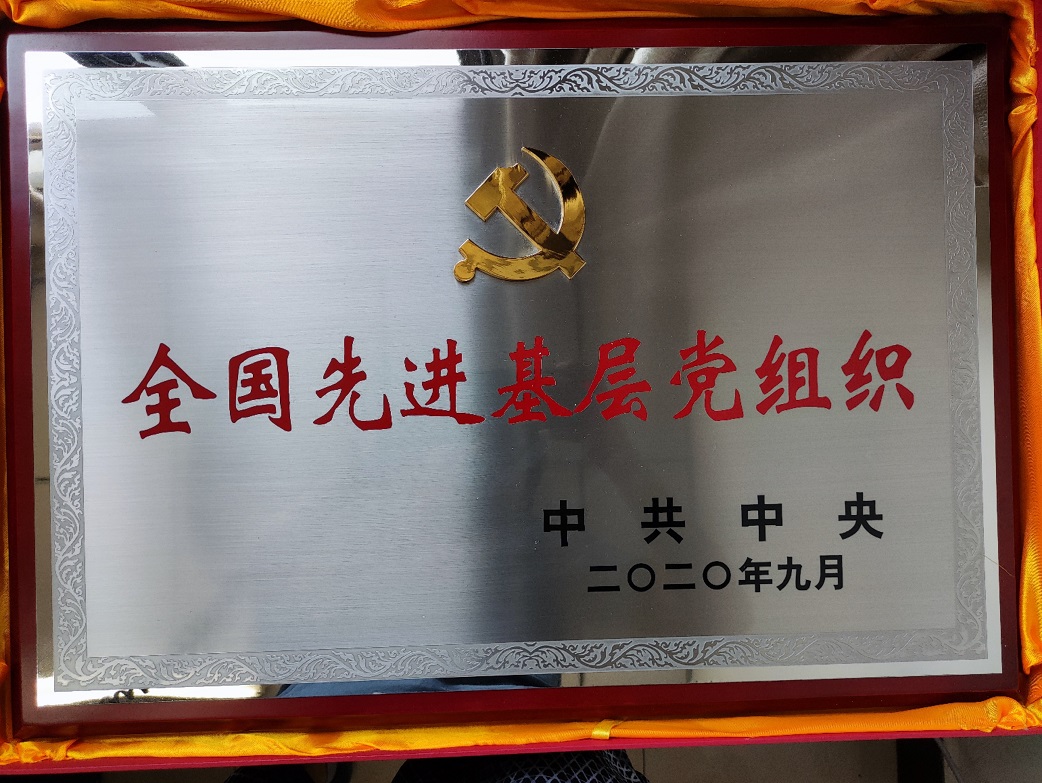 全国先进基层党组织
中共中央
二〇二〇年九月